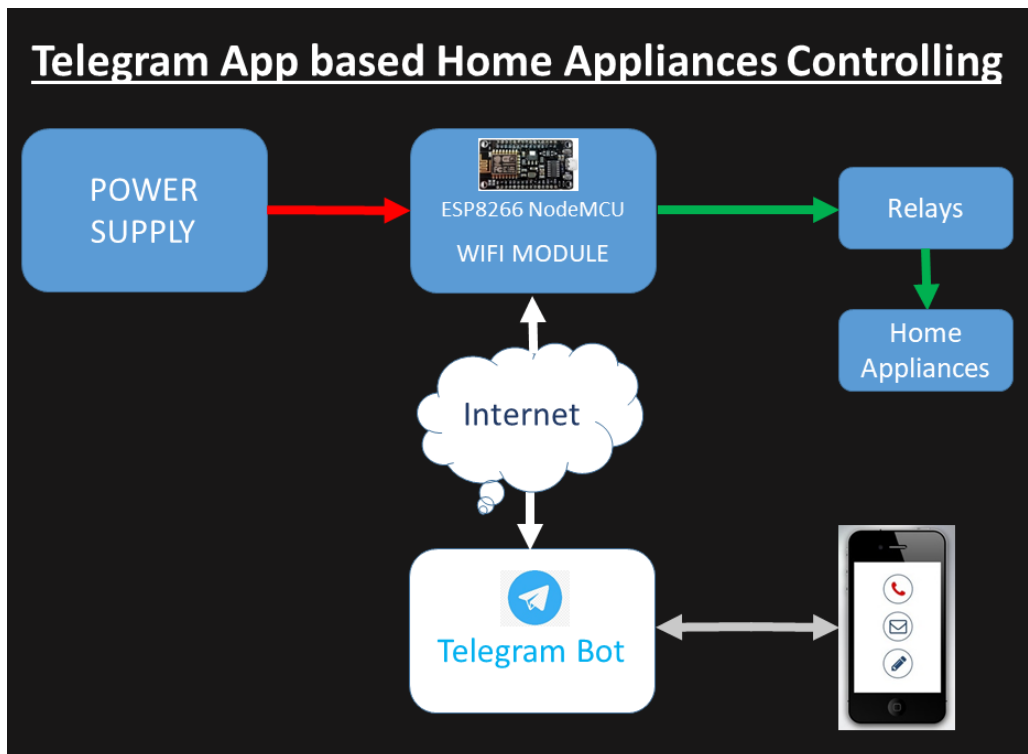 Telegram App based Home Appliances Controlling
POWER
SUPPLY
ESP8266 NodeMCU
WIFI MODULE
Relays
Home
Appliances
Internet
Telegram Bot